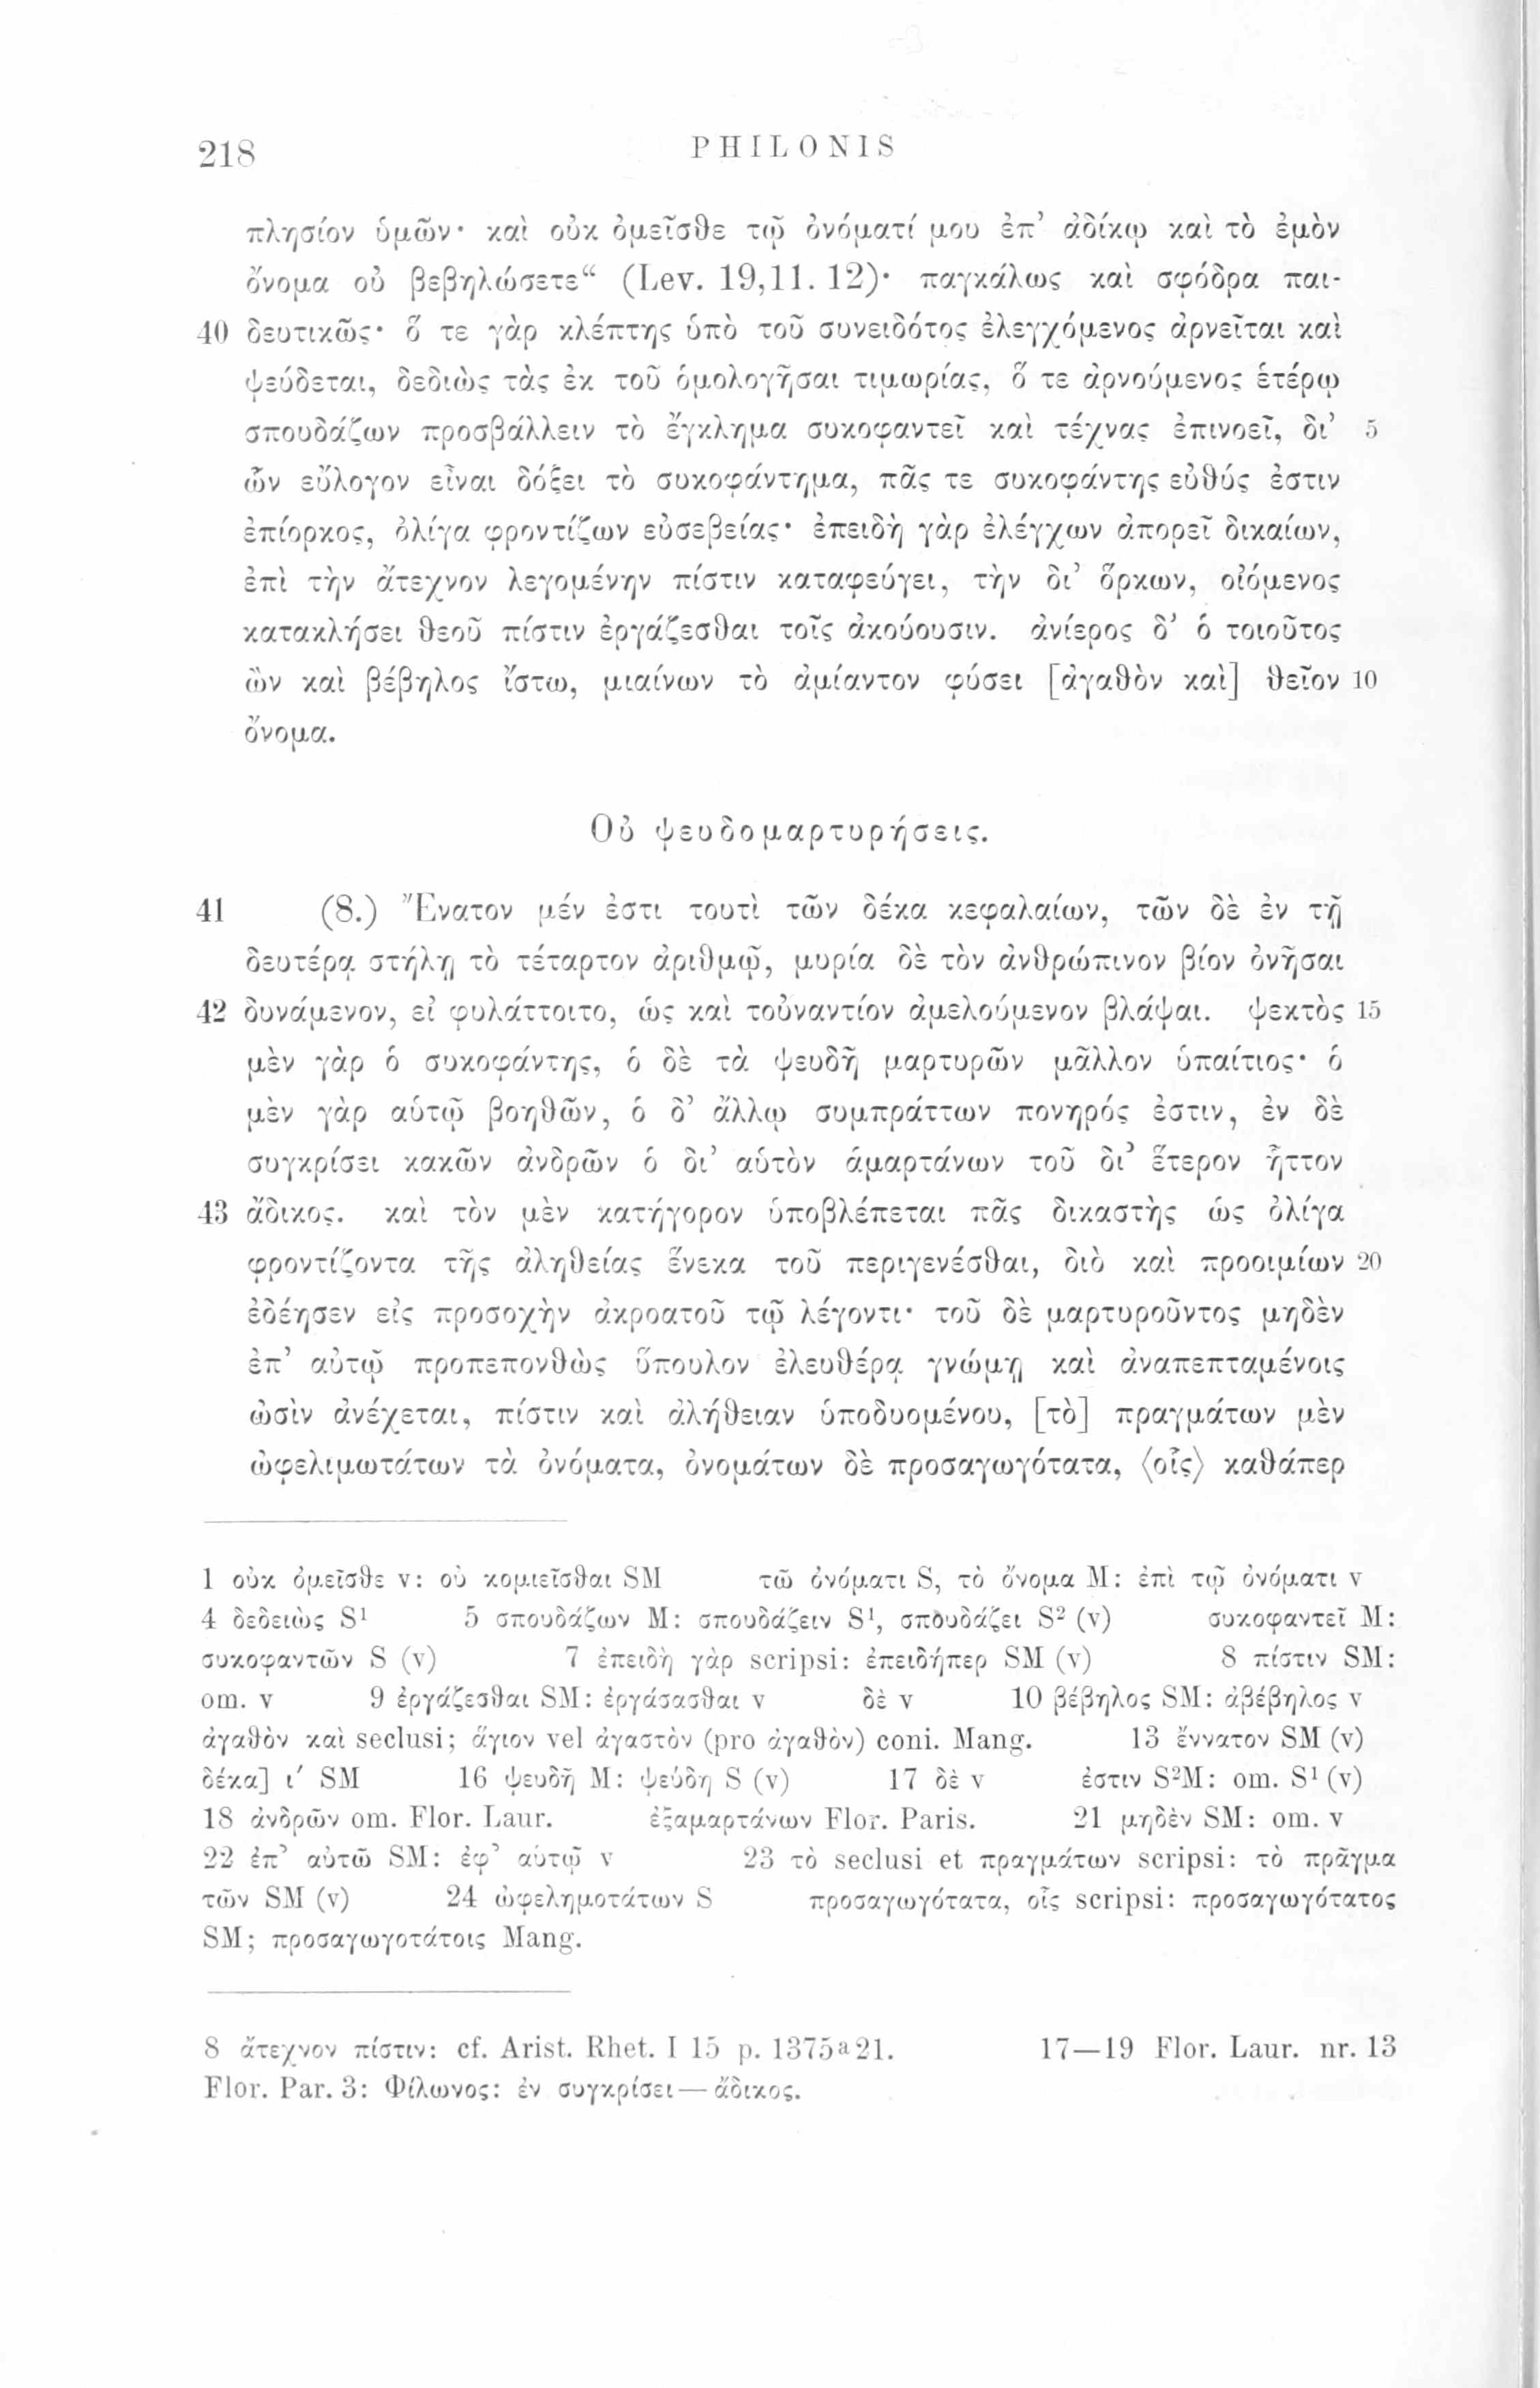 218 PHILONIS
πλησίον ὑμῶν· καὶ οὐκ ὀμεῖσθε τῷ ὀνόματί μου ἐπ’ ἀδίκῳ καὶ τὸ ἐμὸν
ὄνομα οὐ βεβηλώσετε“ (Lev. 19,11. 12)· παγκάλως καὶ σφόδρα παι-
40 δευτικῶς· ὅ τε γὰρ κλέπτης ὑπὸ τοῦ συνειδότος ἐλεγχόμενος ἀρνεῖται καὶ
ψεύδεται, δεδιὼς τὰς ἐκ τοῦ ὁμολογῆσαι τιμωρίας, ὅ τε ἀρνούμενος ἑτέρῳ
σπουδάζων προσβάλλειν τὸ ἔγκλημα συκοφαντεῖ καὶ τέχνας ἐπινοεῖ, δι’ 5
ὧν εὔλογον εἶναι δόξει τὸ συκοφάντημα, πᾶς τε συκοφάντης εὐθύς ἐστιν
ἐπίορκος, ὀλίγα φροντίζων εὐσεβείας· ἐπειδὴ γὰρ ἐλέγχων ἀπορεῖ δικαίων,
ἐπὶ τὴν ἄτεχνον λεγομένην πίστιν καταφεύγει, τὴν δι’ ὅρκων, οἰόμενος
κατακλήσει θεοῦ πίστιν ἐργάζεσθαι τοῖς ἀκούουσιν. ἀνίερος δ’ ὁ τοιοῦτος
ὢν καὶ βέβηλος ἴστω, μιαίνων τὸ ἀμίαντον φύσει [ἀγαθὸν καὶ] θεῖον 10
ὄνομα.
Οὐ ψευδομαρτυρήσεις.
41 (8.) Ἔνατον μέν ἐστι τουτὶ τῶν δέκα κεφαλαίων, τῶν δὲ ἐν τῇ
δευτέρᾳ στήλῃ τὸ τέταρτον ἀριθμῷ, μυρία δὲ τὸν ἀνθρώπινον βίον ὀνῆσαι
42 δυνάμενον, εἰ φυλάττοιτο, ὡς καὶ τοὐναντίον ἀμελούμενον βλάψαι. ψεκτὸς 15
μὲν γὰρ ὁ συκοφάντης, ὁ δὲ τὰ ψευδῆ μαρτυρῶν μᾶλλον ὑπαίτιος· ὁ
μὲν γὰρ αὑτῷ βοηθῶν, ὁ δ’ ἄλλῳ συμπράττων πονηρός ἐστιν, ἐν δὲ
συγκρίσει κακῶν ἀνδρῶν ὁ δι’ αὑτὸν ἁμαρτάνων τοῦ δι’ ἕτερον ἧττον
43 ἄδικος. καὶ τὸν μὲν κατήγορον ὑποβλέπεται πᾶς δικαστὴς ὡς ὀλίγα
φροντίζοντα τῆς ἀληθείας ἕνεκα τοῦ περιγενέσθαι, διὸ καὶ προοιμίων 20
ἐδέησεν εἰς προσοχὴν ἀκροατοῦ τῷ λέγοντι· τοῦ δὲ μαρτυροῦντος μηδὲν
ἐπ’ αὐτῷ προπεπονθὼς ὕπουλον ἐλευθέρᾳ γνώμῃ καὶ ἀναπεπταμένοις
ὠσὶν ἀνέχεται, πίστιν καὶ ἀλήθειαν ὑποδυομένου, [τὸ] πραγμάτων μὲν
ὠφελιμωτάτων τὰ ὀνόματα, ὀνομάτων δὲ προσαγωγότατα, ⟨οἷς⟩ καθάπερ
1 οὐκ ὀμεῖσθε v: οὐ κομιεῖσθαι SM τῶ ὀνόματι S, τὸ ὄνομα M: ἐπὶ τῷ ὀνόματι v
4 δεδειὼς S¹ 5 σπουδάζων M: σπουδάζειν S¹, σπουδάζει S² (v) συκοφαντεῖ M:
συκοφαντῶν S (v) 7 ἐπειδὴ γὰρ scripsi: ἐπειδήπερ SM (v) 8 πίστιν SM:
om. v 9 ἐργάζεσθαι SM: ἐργάσασθαι v δὲ v 10 βέβηλος SM: ἀβέβηλος v
ἀγαθὸν καὶ seclusi; ἅγιον vel ἀγαστὸν (pro ἀγαθὸν) coni. Mang. 13 ἔννατον SM (v)
δέκα] ι′ SM 16 ψευδῆ M: ψεύδη S (v) 17 δὲ v ἐστιν S²M: om. S¹ (v)
18 ἀνδρῶν om. Flor. Laur. ἐξαμαρτάνων Flor. Paris. 21 μηδὲν SM: om. v
22 ἐπ’ αὐτῶ SM: ἐφ’ αὑτῷ v 23 τὸ seclusi et πραγμάτων scripsi: τὸ πρᾶγμα
τῶν SM (v) 24 ὠφελημοτάτων S προσαγωγότατα, οἷς scripsi: προσαγωγότατος
SM; προσαγωγοτάτοις Mang.
8 ἄτεχνον πίστιν: cf. Arist. Rhet. I 15 p. 1375ᵃ21. 17—19 Flor. Laur. nr. 13
Flor. Par. 3: Φίλωνος: ἐν συγκρίσει — ἄδικος.